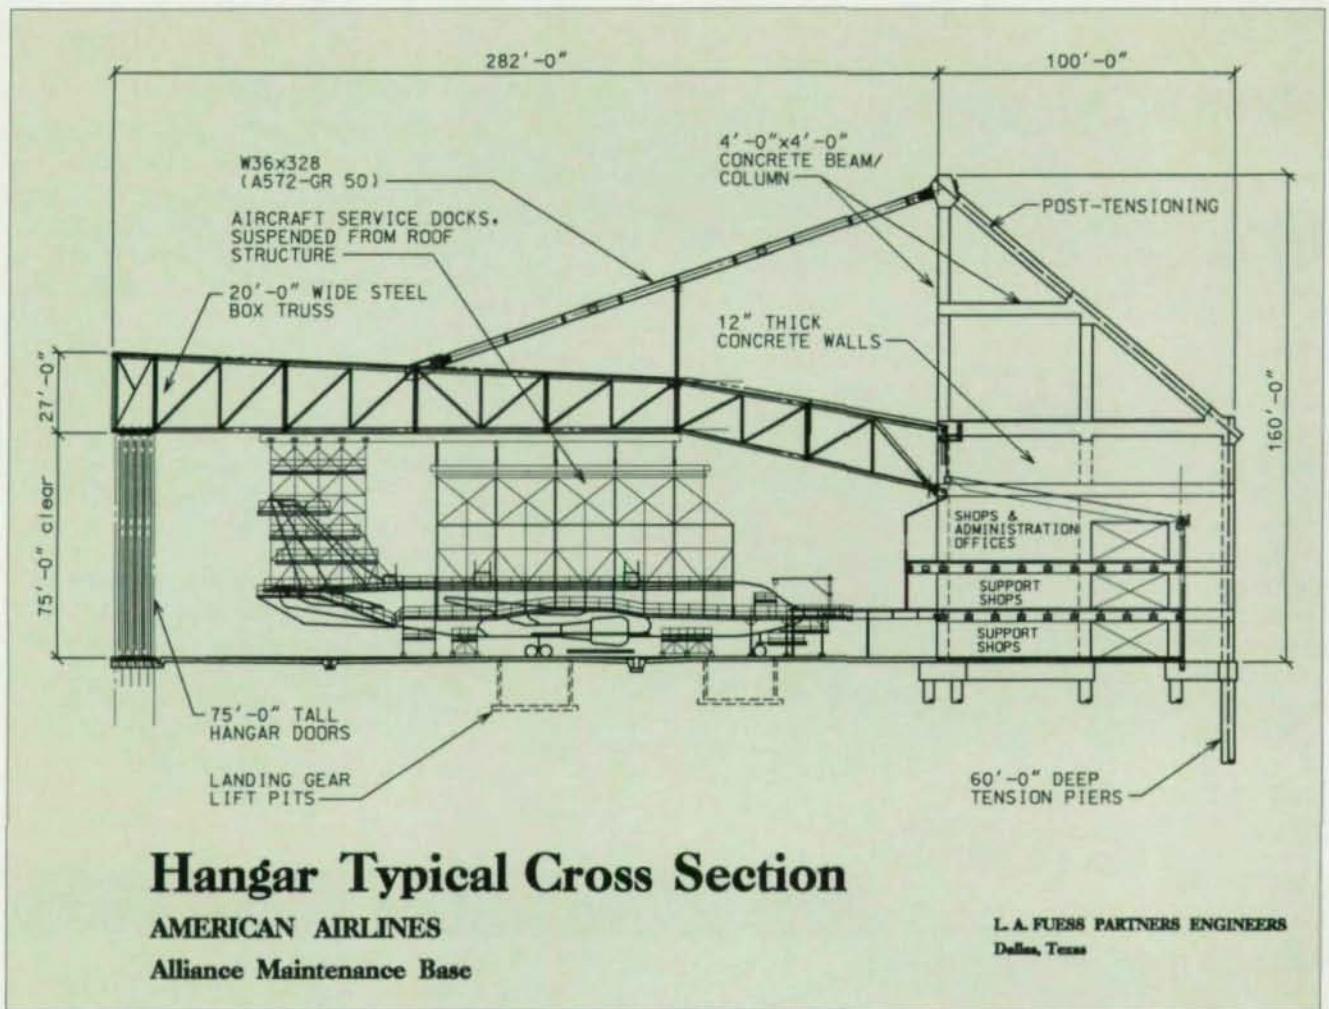 282'-0"
100'-0"
W36x328
(A572-GR 50)
4'-0"x4'-0"
CONCRETE BEAM/
COLUMN
POST-TENSIONING
AIRCRAFT SERVICE DOCKS.
SUSPENDED FROM ROOF
STRUCTURE
20'-0" WIDE STEEL
BOX TRUSS
12" THICK
CONCRETE WALLS
27'-0"
160'-0"
75'-0" clear
SHOPS &
ADMINISTRATION
OFFICES
SUPPORT
SHOPS
SUPPORT
SHOPS
75'-0" TALL
HANGAR DOORS
LANDING GEAR
LIFT PITS
60'-0" DEEP
TENSION PIERS
Hangar Typical Cross Section
AMERICAN AIRLINES
Alliance Maintenance Base
L. A. FUESS PARTNERS ENGINEERS
Dallas, Texas